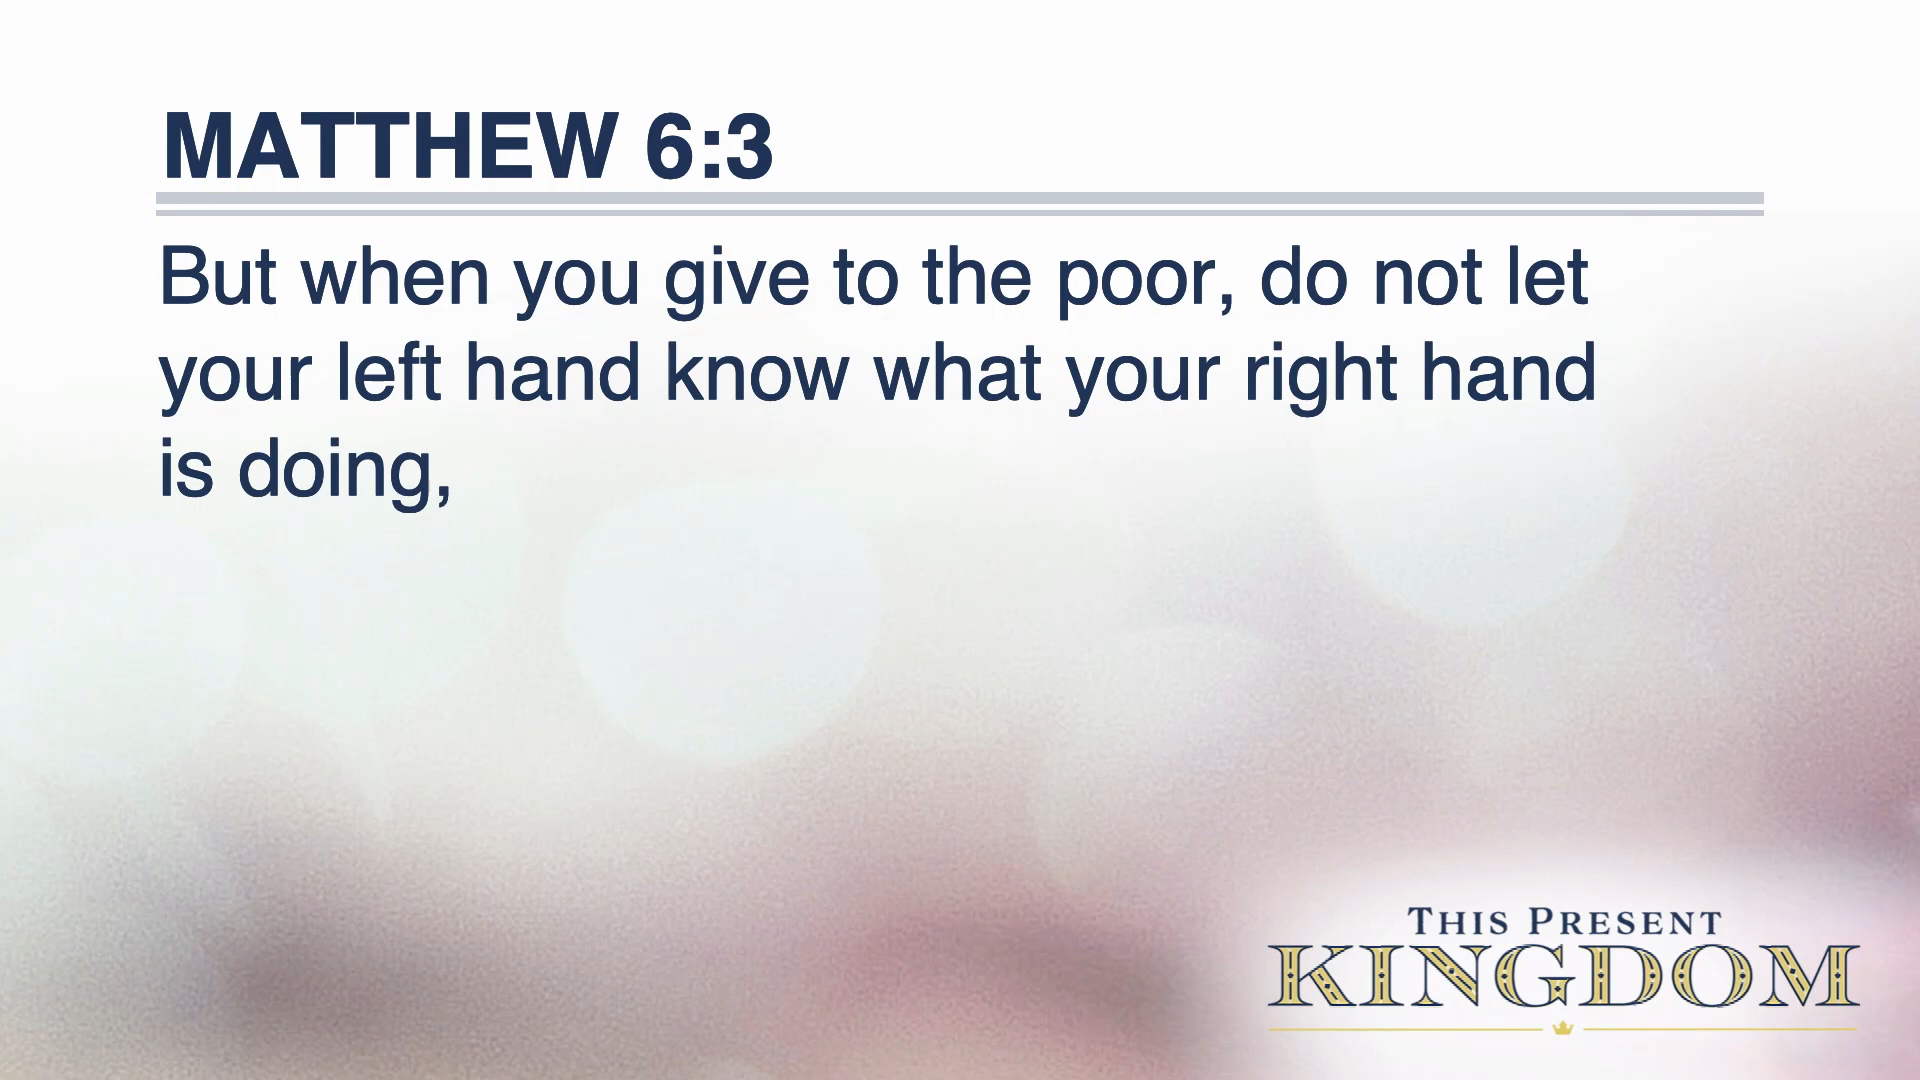 MATTHEW 6:3
But when you give to the poor, do not let
your left hand know what your right hand
is doing,
THIS PRESENT
KINGDOM